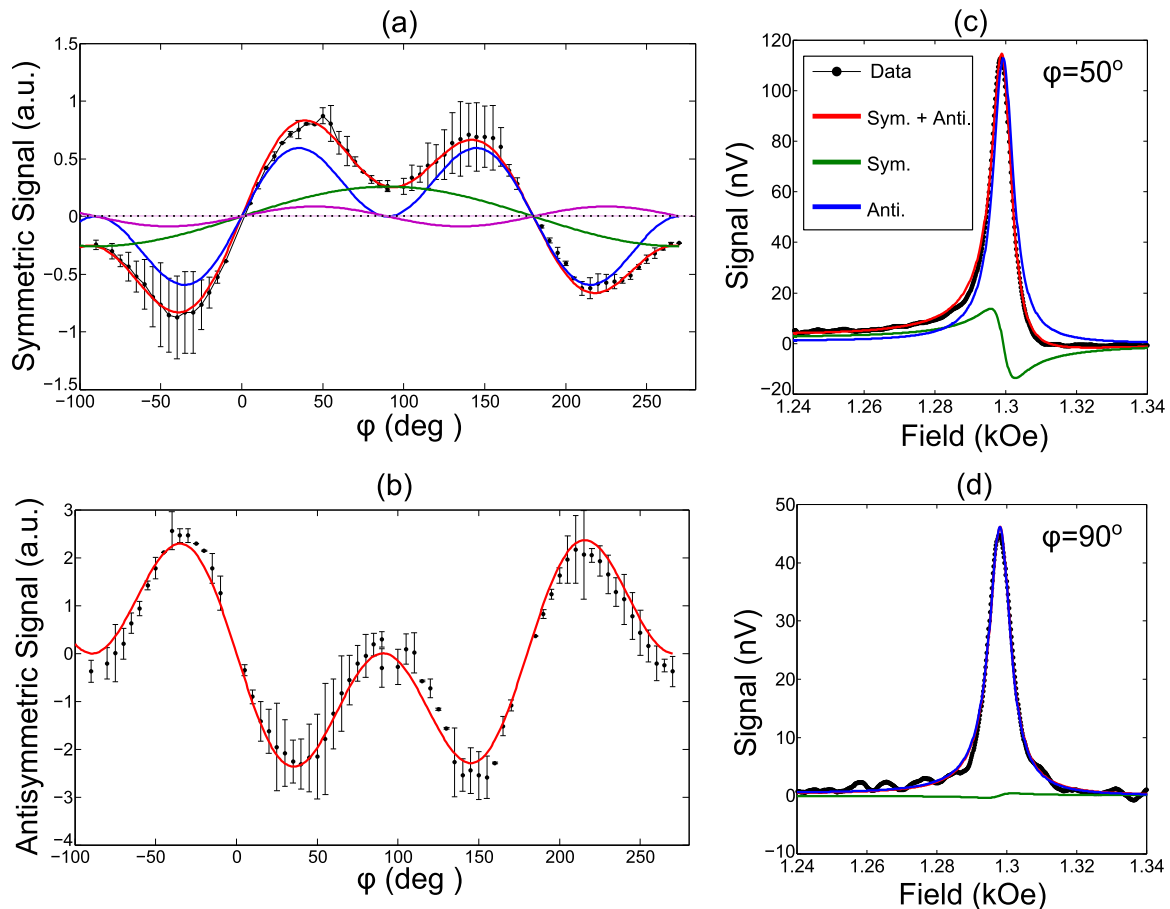 (a)
Symmetric Signal (a.u.)
1.5
1
0.5
0
−0.5
−1
−1.5
−100 −50 0 50 100 150 200 250
φ (deg )
(c)
Signal (nV)
120
100
80
60
40
20
0
−20
φ=50°
Data
Sym. + Anti.
Sym.
Anti.
1.24 1.26 1.28 1.3 1.32 1.34
Field (kOe)
(b)
Antisymetric Signal (a.u.)
3
2
1
0
−1
−2
−3
−4
−100 −50 0 50 100 150 200 250
φ (deg )
(d)
Signal (nV)
50
40
30
20
10
0
−10
φ=90°
1.24 1.26 1.28 1.3 1.32 1.34
Field (kOe)